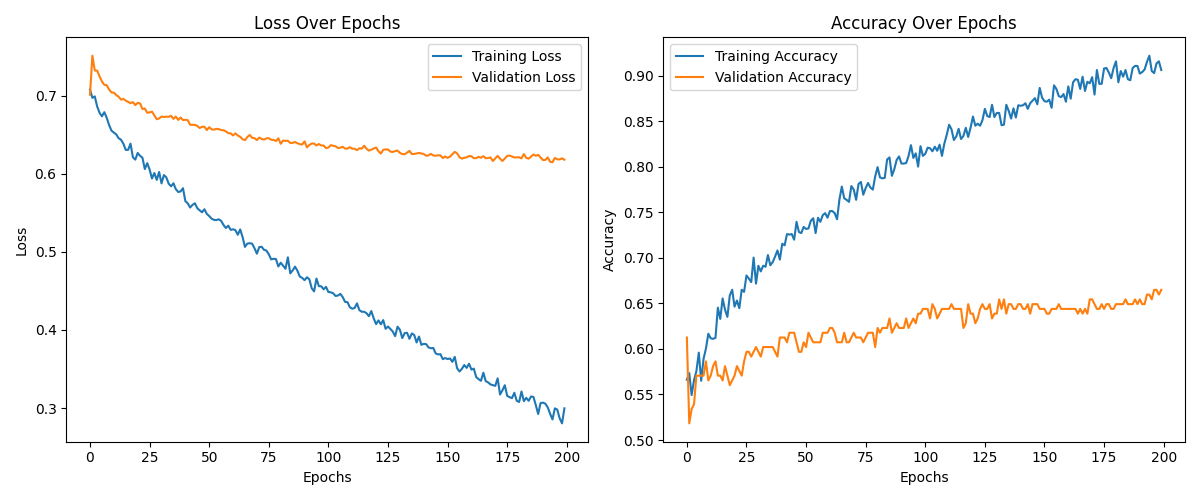 Loss Over Epochs
Training Loss
Validation Loss
0.7
0.6
0.5
0.4
0.3
Loss
0 25 50 75 100 125 150 175 200
Epochs
Accuracy Over Epochs
Training Accuracy
Validation Accuracy
0.90
0.85
0.80
0.75
0.70
0.65
0.60
0.55
0.50
Accuracy
0 25 50 75 100 125 150 175 200
Epochs